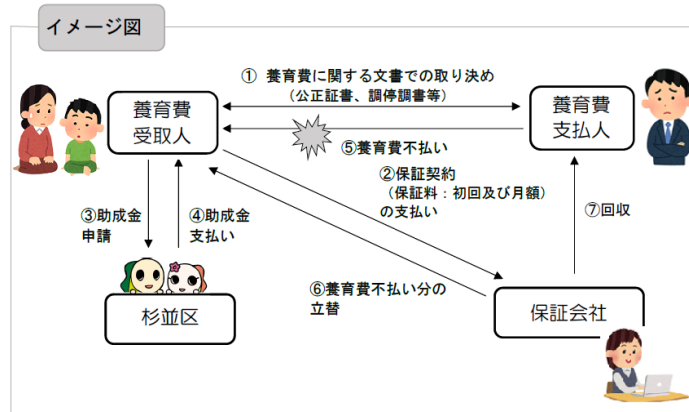 イメージ図
① 養育費に関する文書での取り決め
（公正証書、調停調書等）
養育費
受取人
養育費
支払人
⑤養育費不払い
②保証契約
（保証料：初回及び月額）
の支払い
③助成金
申請
④助成金
支払い
⑦回収
⑥養育費不払い分の
立替
杉並区
保証会社